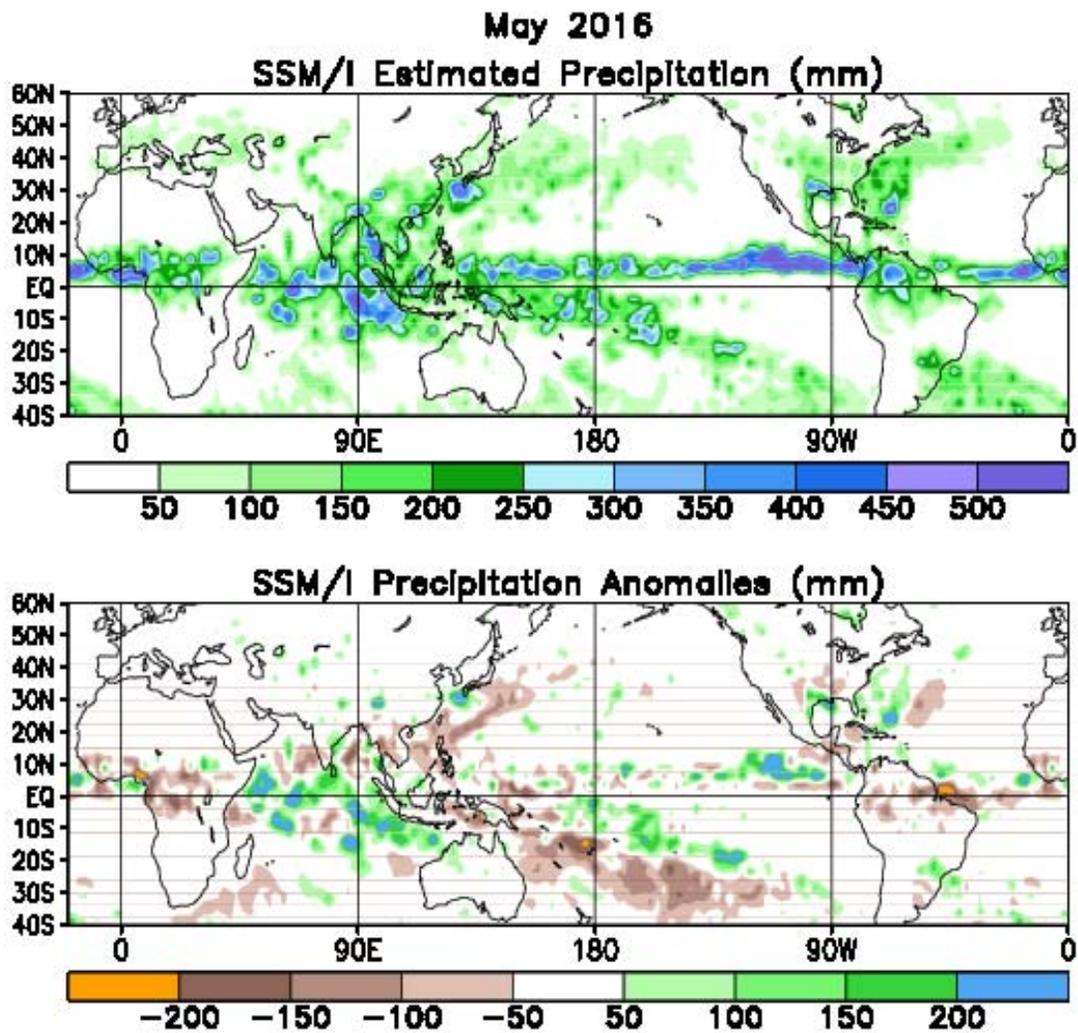 May 2016
SSM/I Estimated Precipitation (mm)
60N
50N
40N
30N
20N
10N
EQ
10S
20S
30S
40S
0 90E 180 90W 0
50 100 150 200 250 300 350 400 450 500
SSM/I Precipitation Anomalies (mm)
60N
50N
40N
30N
20N
10N
EQ
10S
20S
30S
40S
0 90E 180 90W 0
-200 -150 -100 -50 50 100 150 200